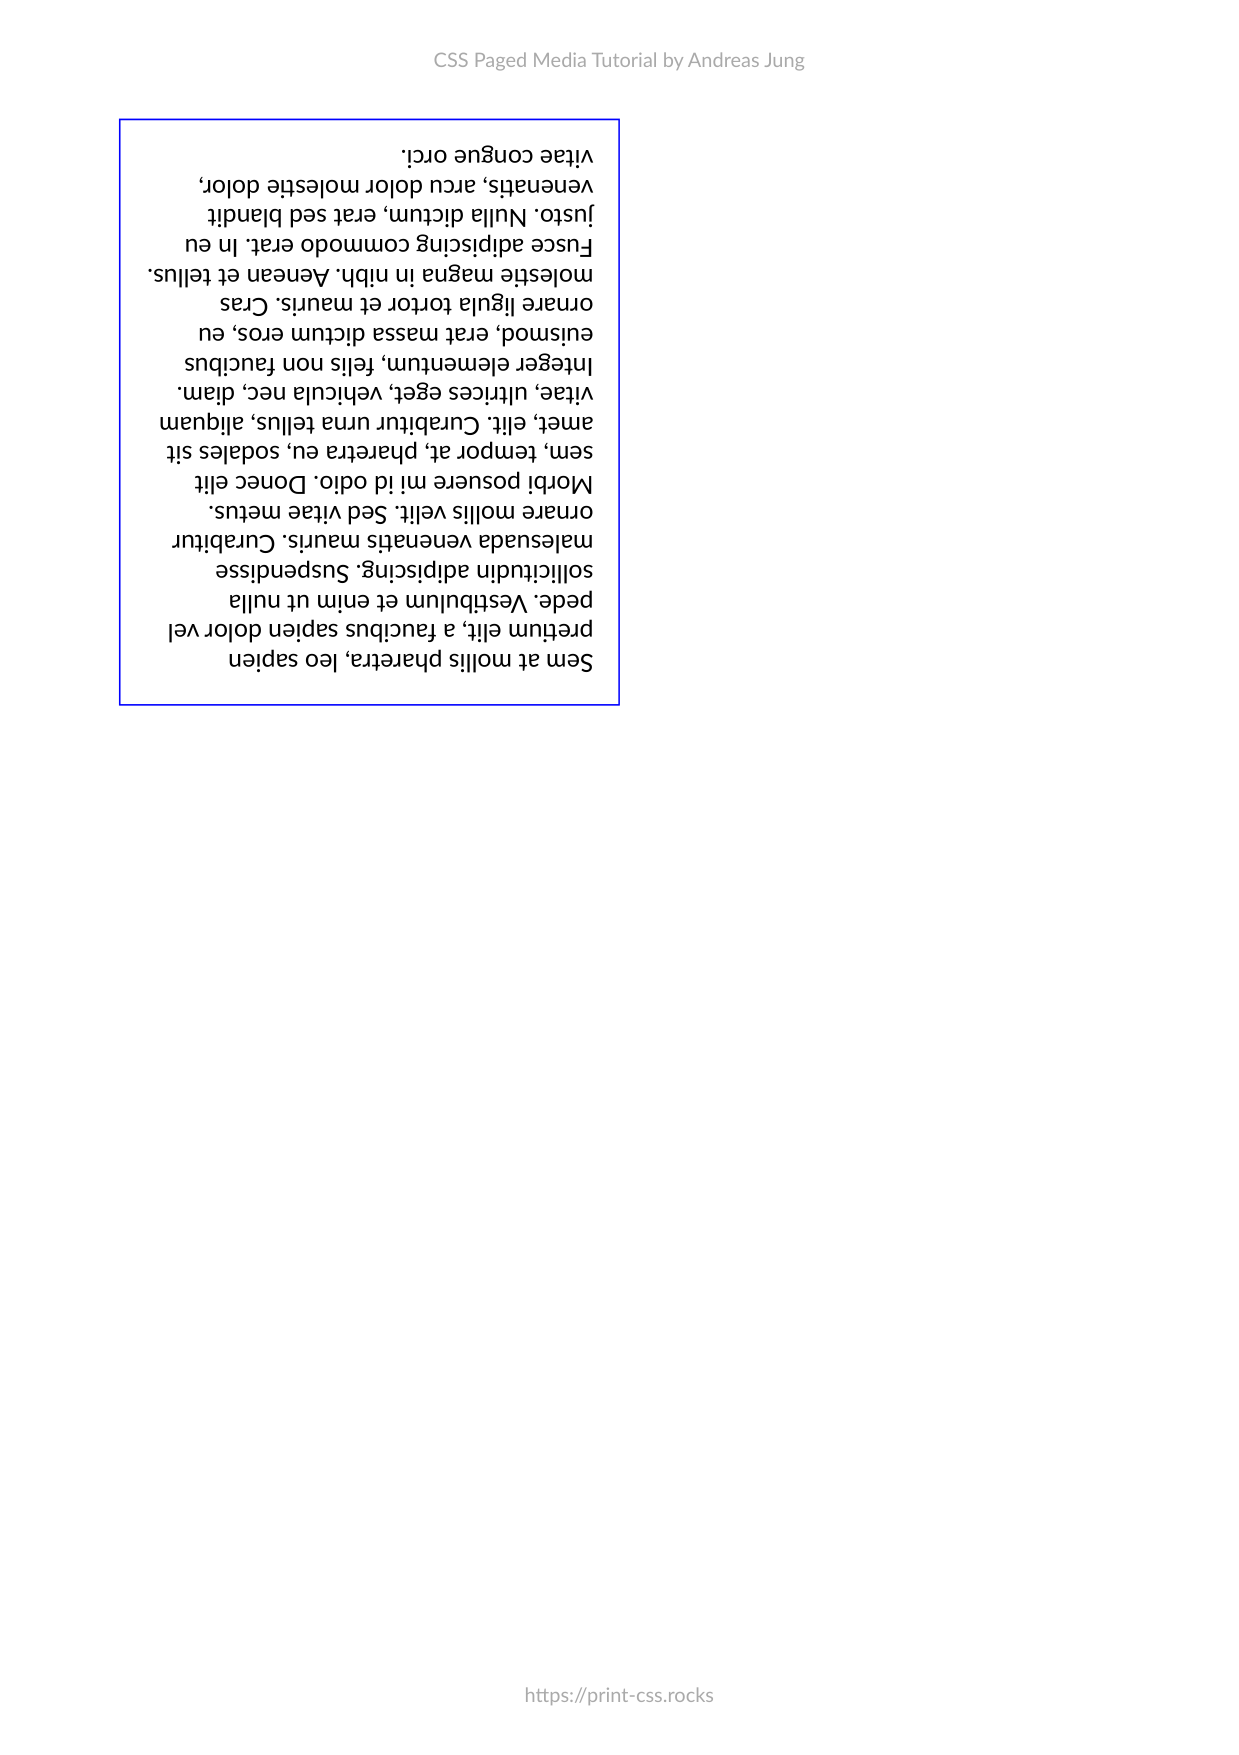 CSS Paged Media Tutorial by Andreas Jung
Sem at mollis pharetra, leo sapien
pretium elit, a faucibus sapien dolor vel
pede. Vestibulum et enim ut nulla
sollicitudin adipiscing. Suspendisse
malesuada venenatis mauris. Curabitur
ornare mollis velit. Sed vitae metus.
Morbi posuere mi id odio. Donec elit
sem, tempor at, pharetra eu, sodales sit
amet, elit. Curabitur urna tellus, aliquam
vitae, ultrices eget, vehicula nec, diam.
Integer elementum, felis non faucibus
euismod, erat massa dictum eros, eu
ornare ligula tortor et mauris. Cras
molestie magna in nibh. Aenean et tellus.
Fusce adipiscing commodo erat. In eu
justo. Nulla dictum, erat sed blandit
venenatis, arcu dolor molestie dolor,
vitae congue orci.
https://print-css.rocks